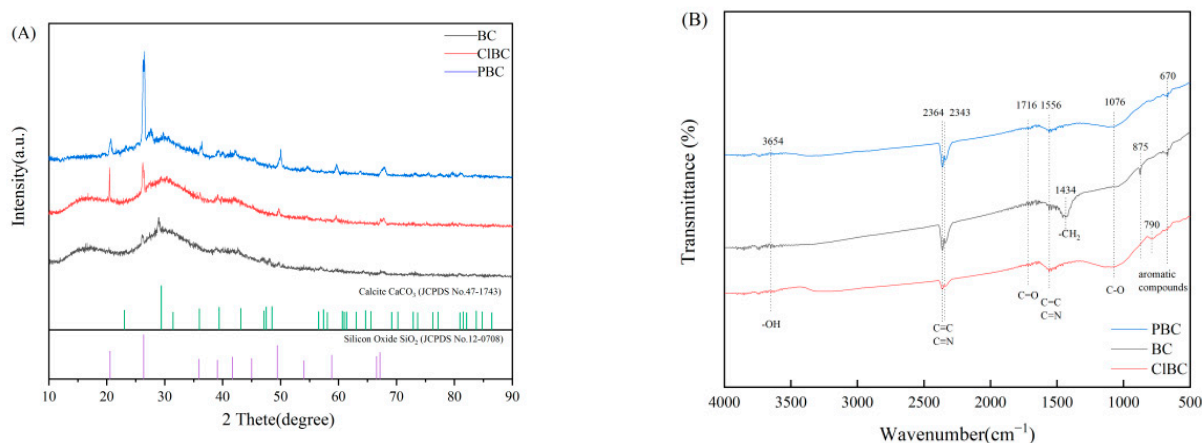 (A)
BC
ClBC
PBC
Intensity(a.u.)
Calcite CaCO₃ (JCPDS No.47-1743)
Silicon Oxide SiO₂ (JCPDS No.12-0708)
10 20 30 40 50 60 70 80 90
2 Thete(degree)
(B)
Transmittance (%)
3654
2364 2343
1716 1556
1076
670
875
1434
-CH₂
790
-OH
C=C
C=N
C=O
C=C
C=N
C-O
aromatic
compounds
PBC
BC
ClBC
4000 3500 3000 2500 2000 1500 1000 500
Wavenumber(cm⁻¹)